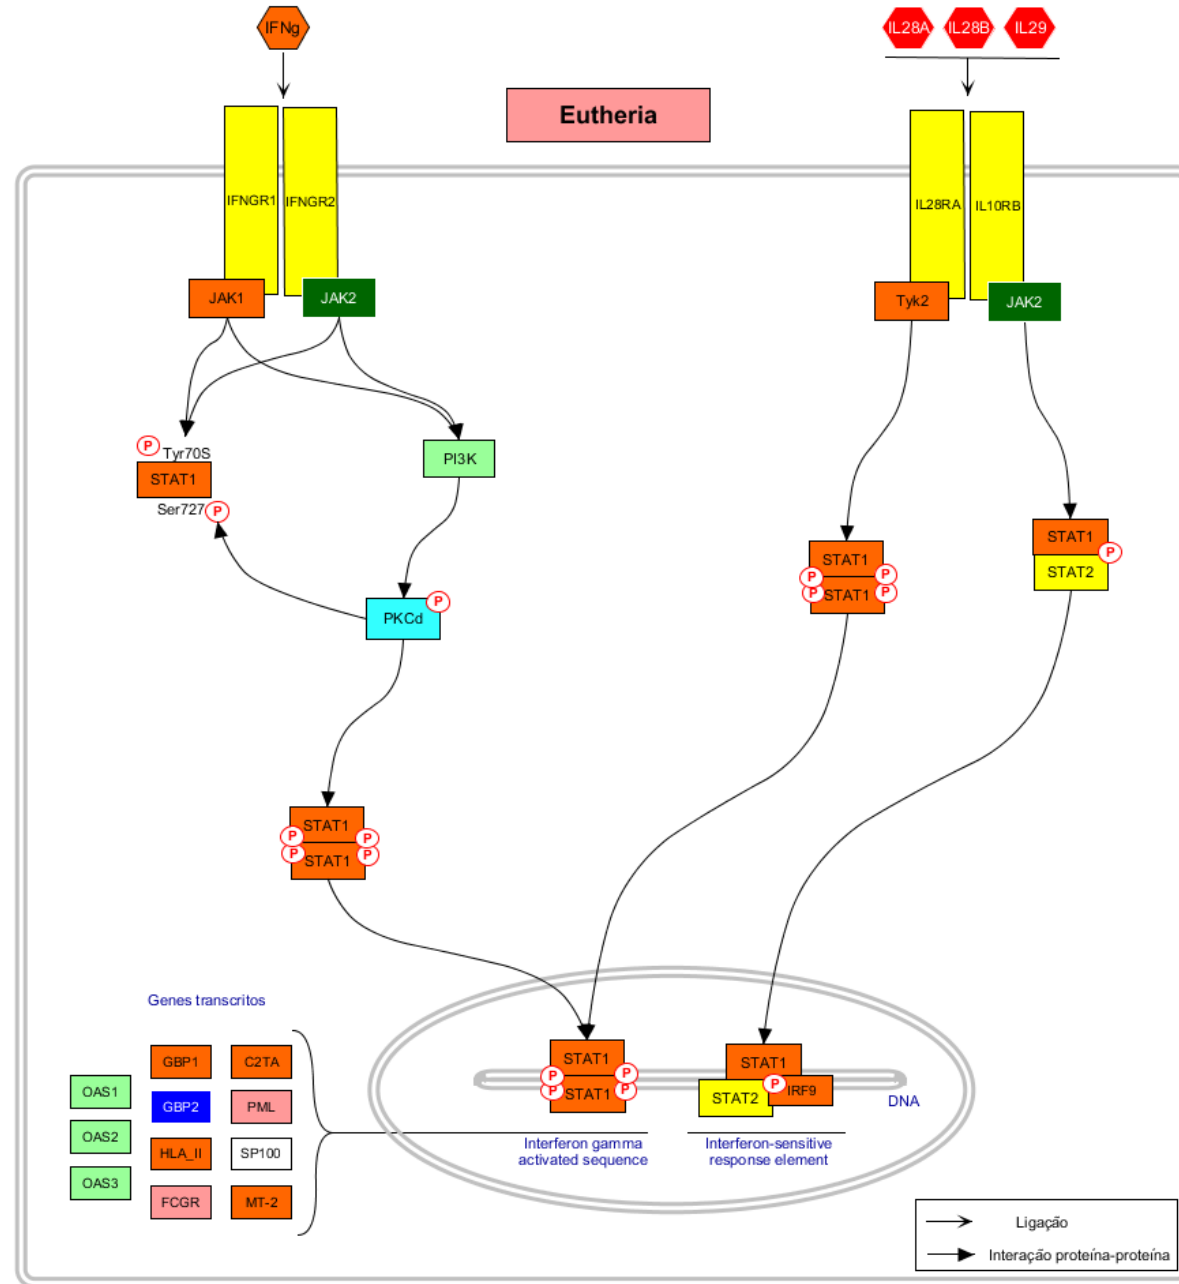 IFNg
IL28A
IL28B
IL29
Eutheria
IFNGR1
IFNGR2
IL28RA
IL10RB
JAK1
JAK2
Tyk2
JAK2
P
Tyr70S
STAT1
Ser727
P
PI3K
STAT1
P
STAT2
STAT1
P
P
P
P
STAT1
PKCd
P
STAT1
P
P
P
P
STAT1
Genes transcritos
GBP1
C2TA
OAS1
GBP2
PML
OAS2
HLA_II
SP100
OAS3
FCGR
MT-2
STAT1
P
P
P
P
STAT1
STAT1
P
IRF9
STAT2
DNA
Interferon gamma
activated sequence
Interferon-sensitive
response element
Ligação
Interação proteína-proteína